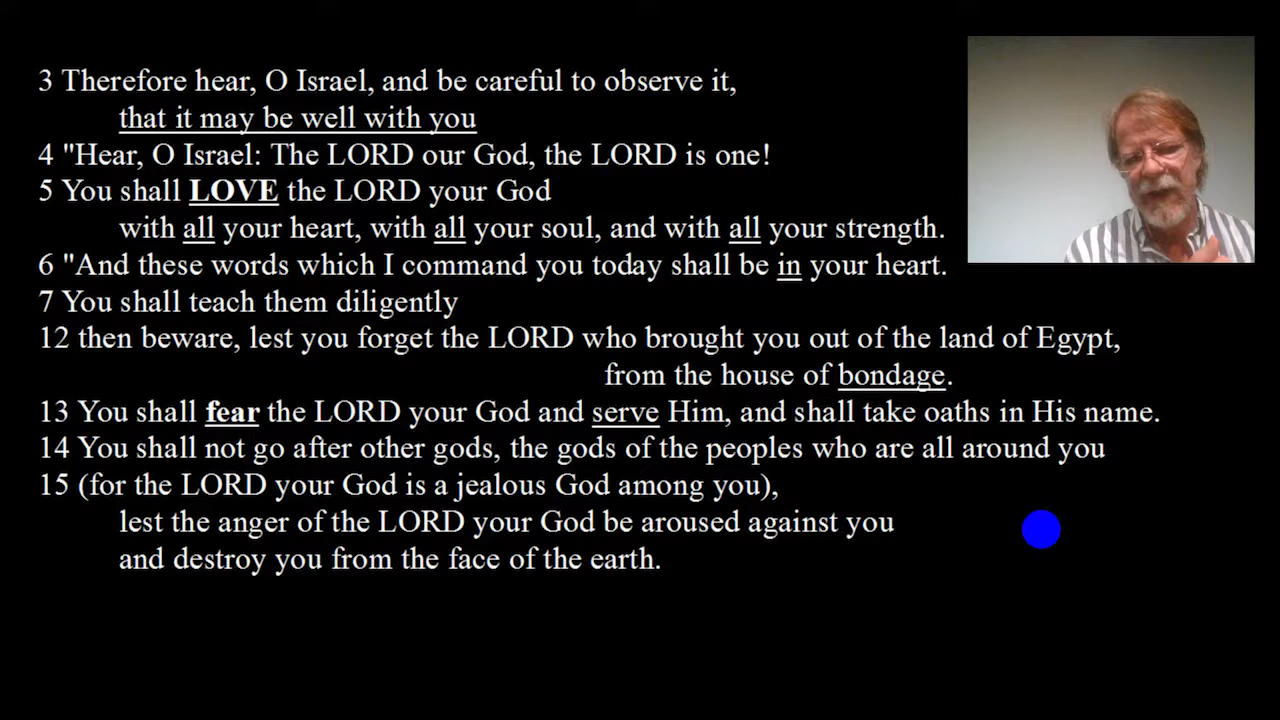 3 Therefore hear, O Israel, and be careful to observe it,
that it may be well with you
4 "Hear, O Israel: The LORD our God, the LORD is one!
5 You shall LOVE the LORD your God
with all your heart, with all your soul, and with all your strength.
6 "And these words which I command you today shall be in your heart.
7 You shall teach them diligently
12 then beware, lest you forget the LORD who brought you out of the land of Egypt,
from the house of bondage.
13 You shall fear the LORD your God and serve Him, and shall take oaths in His name.
14 You shall not go after other gods, the gods of the peoples who are all around you
15 (for the LORD your God is a jealous God among you),
lest the anger of the LORD your God be aroused against you
and destroy you from the face of the earth.